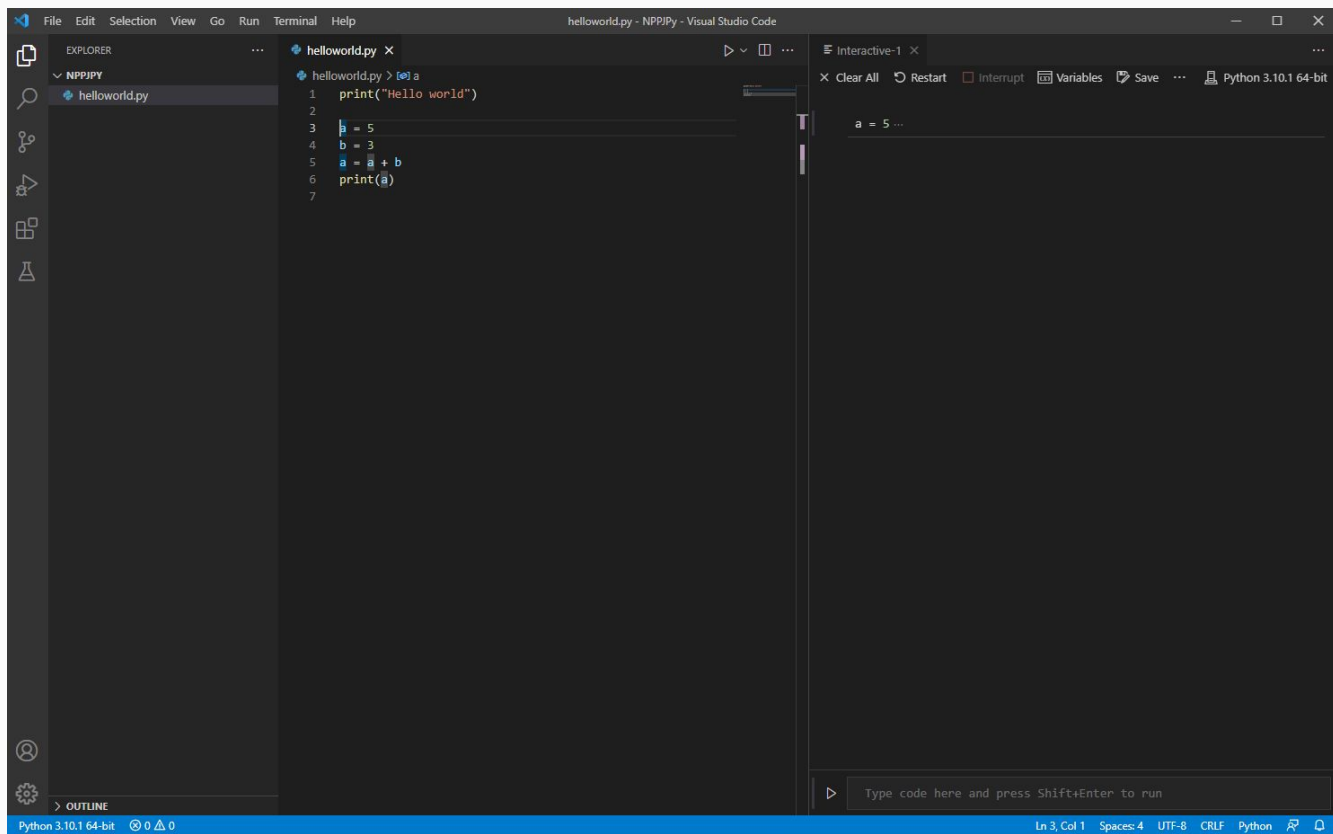 File Edit Selection View Go Run Terminal Help
helloworld.py - NPPJPy - Visual Studio Code
EXPLORER
NPPJPY
helloworld.py
OUTLINE
helloworld.py
helloworld.py > a
1 print("Hello world")
2
3 a = 5
4 b = 3
5 a = a + b
6 print(a)
7
Interactive-1
Clear All Restart Interrupt Variables Save ··· Python 3.10.1 64-bit
a = 5 ···
Type code here and press Shift+Enter to run
Python 3.10.1 64-bit 0 0 Ln 3, Col 1 Spaces: 4 UTF-8 CRLF Python